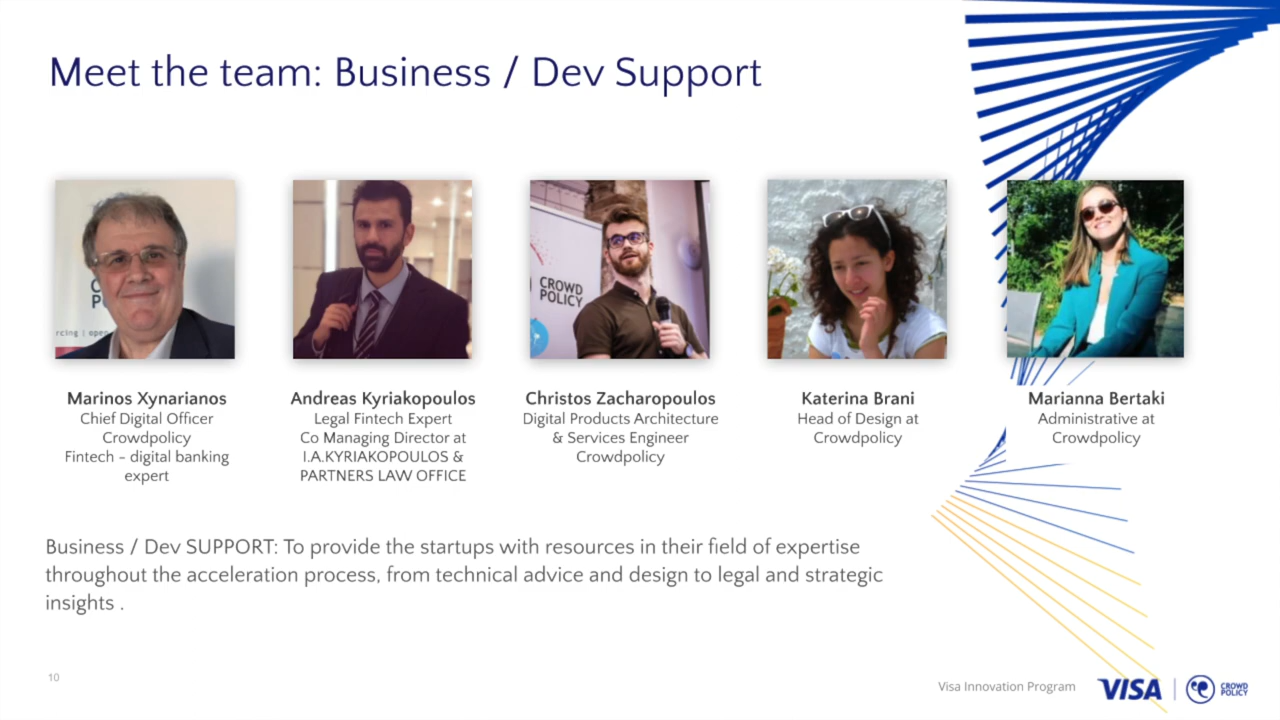 Meet the team: Business / Dev Support
CROWD
POLICY
rcing | open
Marinos Xynarianos
Chief Digital Officer
Crowdpolicy
Fintech - digital banking
expert
Andreas Kyriakopoulos
Legal Fintech Expert
Co Managing Director at
I.A.KYRIAKOPOULOS &
PARTNERS LAW OFFICE
Christos Zacharopoulos
Digital Products Architecture
& Services Engineer
Crowdpolicy
Katerina Brani
Head of Design at
Crowdpolicy
Marianna Bertaki
Administrative at
Crowdpolicy
Business / Dev SUPPORT: To provide the startups with resources in their field of expertise
throughout the acceleration process, from technical advice and design to legal and strategic
insights .
10
Visa Innovation Program
VISA
CROWD
POLICY